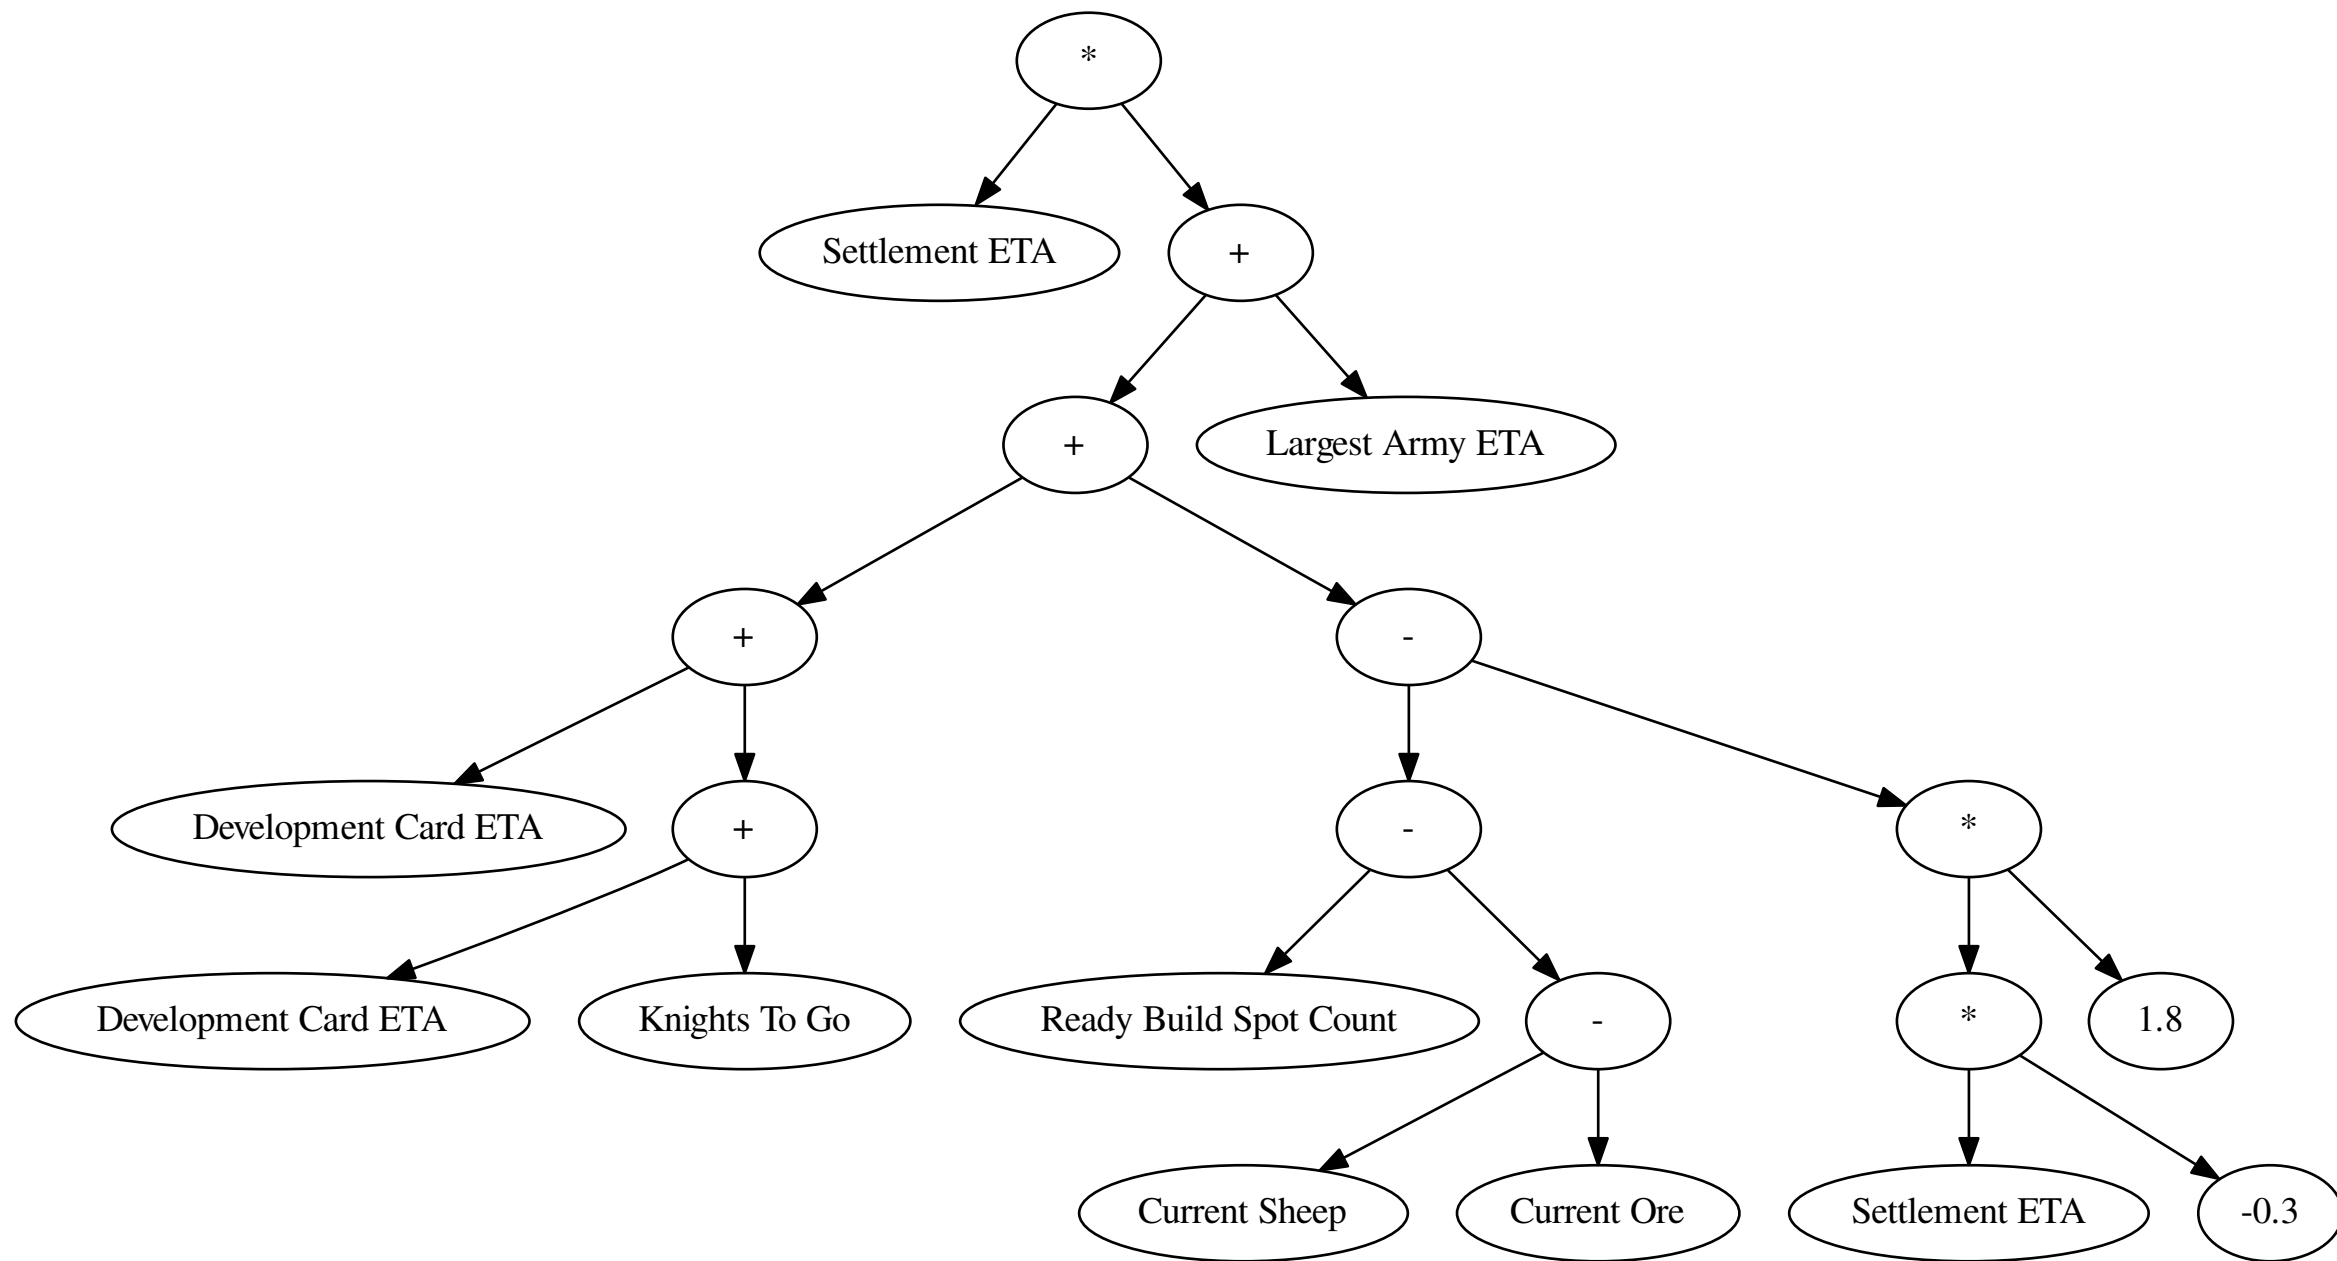 *
Settlement ETA
+
+
Largest Army ETA
+
-
Development Card ETA
+
-
*
Development Card ETA
Knights To Go
Ready Build Spot Count
-
*
1.8
Current Sheep
Current Ore
Settlement ETA
-0.3